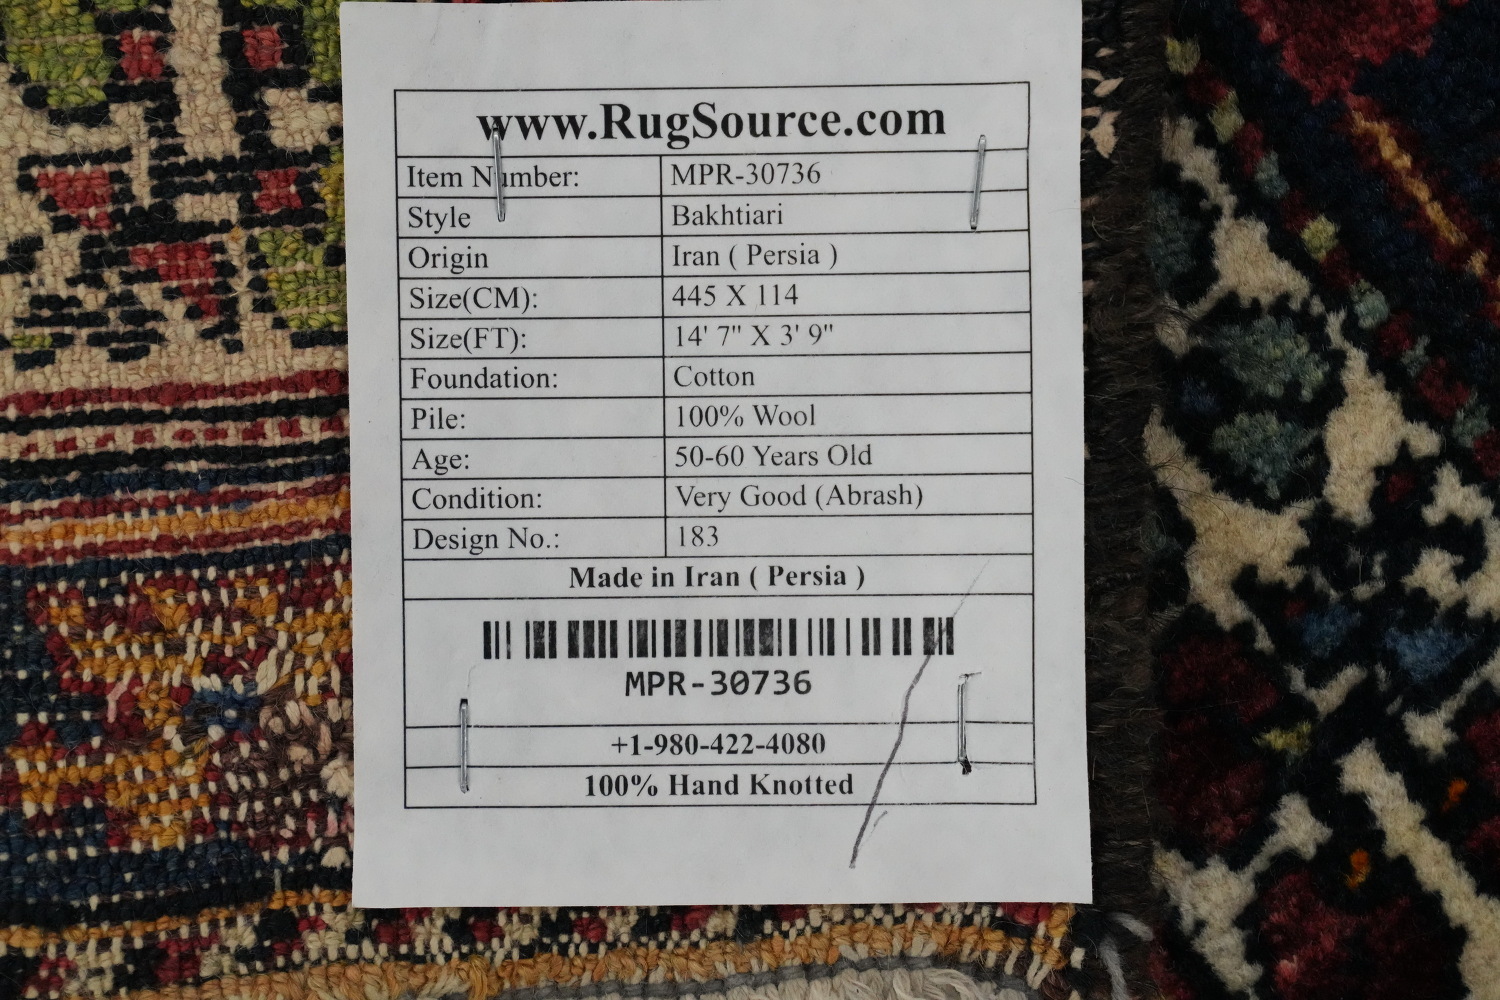 www.RugSource.com
Item Number: MPR-30736
Style Bakhtiari
Origin Iran ( Persia )
Size(CM): 445 X 114
Size(FT): 14' 7" X 3' 9"
Foundation: Cotton
Pile: 100% Wool
Age: 50-60 Years Old
Condition: Very Good (Abrash)
Design No.: 183
Made in Iran ( Persia )
MPR-30736
+1-980-422-4080
100% Hand Knotted